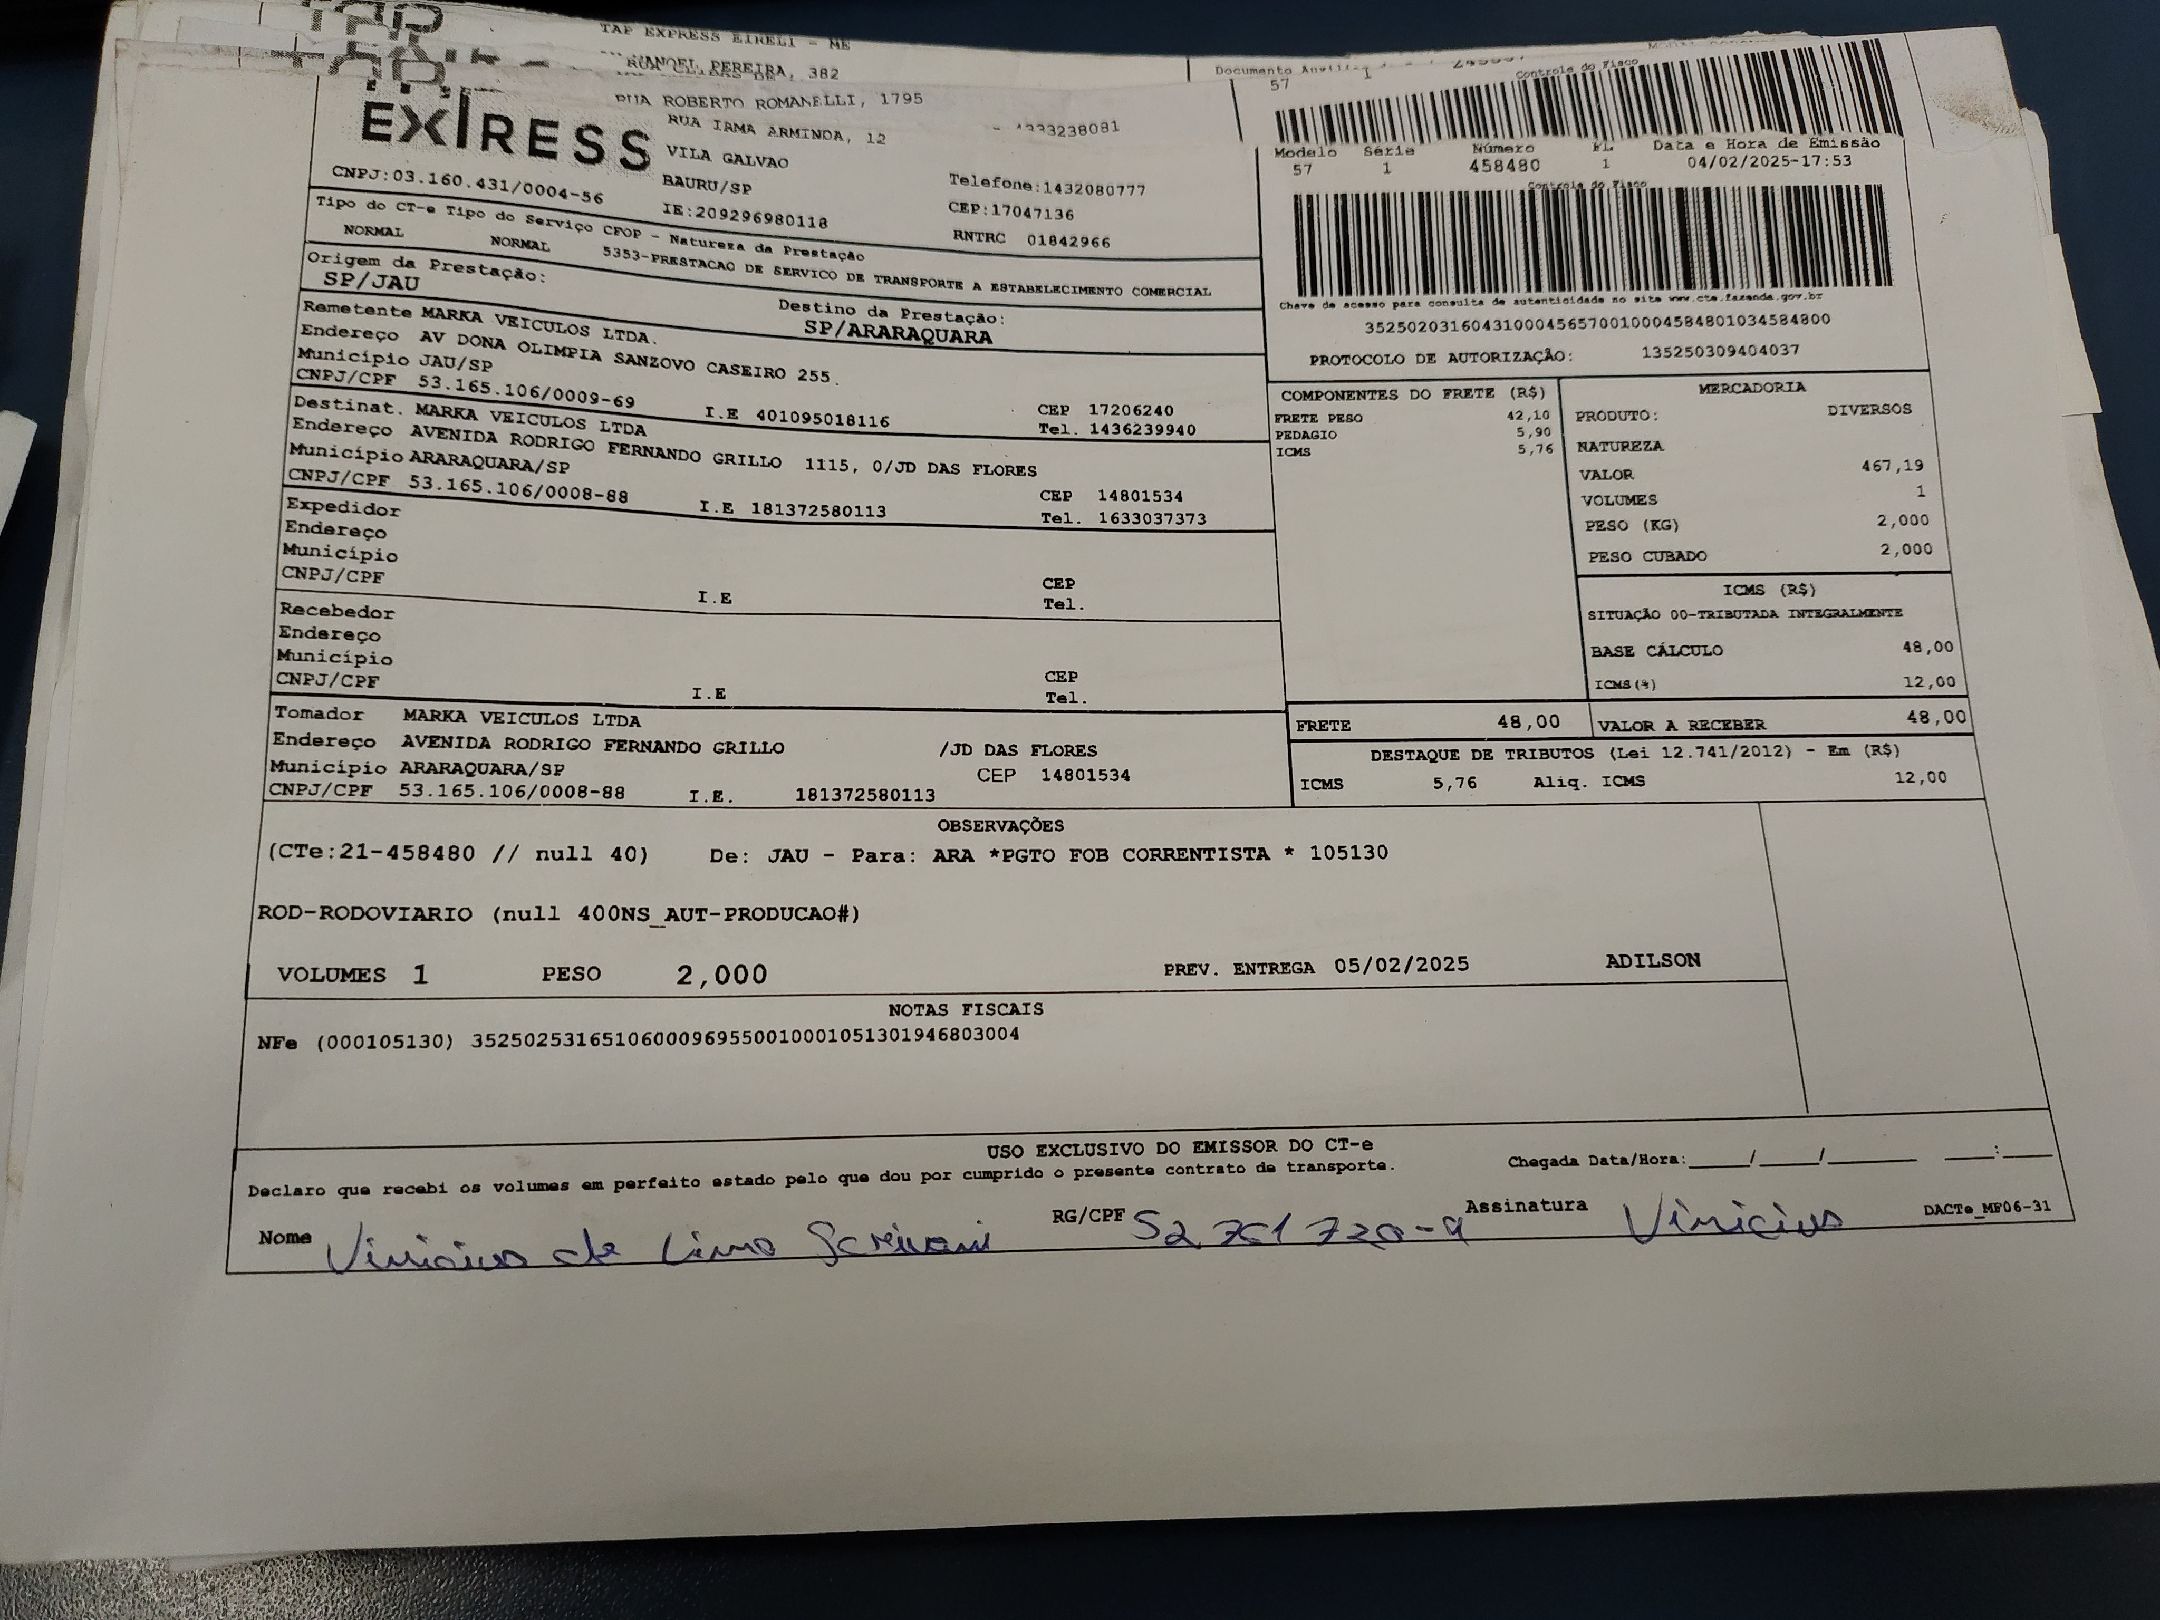 TAP EXPRESS EIRELI - ME
MANOEL PEREIRA, 382
RUA ROBERTO ROMANELLI, 1795
RUA IRMA ARMINDA, 12
VILA GALVAO
BAURU/SP
IE:209296980118
EXPRESS
CNPJ:03.160.431/0004-56
Telefone:1432080777
CEP:17047136
RNTRC 01842966
57
Controle do Fisco
Modelo Série Número FL Data e Hora de Emissão
57 1 458480 1 04/02/2025-17:53
Controle do Fisco
Chave de acesso para consulta de autenticidade no site www.cte.fazenda.gov.br
35250203160431000456570010004584801034584800
PROTOCOLO DE AUTORIZAÇÃO: 135250309404037
Tipo do CT-e Tipo do Serviço CFOP - Natureza da Prestação
NORMAL NORMAL 5353-PRESTACAO DE SERVICO DE TRANSPORTE A ESTABELECIMENTO COMERCIAL
Origem da Prestação:
SP/JAU
Destino da Prestação:
SP/ARARAQUARA
Remetente MARKA VEICULOS LTDA.
Endereço AV DONA OLIMPIA SANZOVO CASEIRO 255.
Município JAU/SP
CNPJ/CPF 53.165.106/0009-69 I.E 401095018116
CEP 17206240
Tel. 1436239940
Destinat. MARKA VEICULOS LTDA
Endereço AVENIDA RODRIGO FERNANDO GRILLO 1115, 0/JD DAS FLORES
Município ARARAQUARA/SP
CNPJ/CPF 53.165.106/0008-88 I.E 181372580113
CEP 14801534
Tel. 1633037373
Expedidor
Endereço
Município
CNPJ/CPF I.E
CEP
Tel.
Recebedor
Endereço
Município
CNPJ/CPF I.E
CEP
Tel.
Tomador MARKA VEICULOS LTDA
Endereço AVENIDA RODRIGO FERNANDO GRILLO /JD DAS FLORES
Município ARARAQUARA/SP CEP 14801534
CNPJ/CPF 53.165.106/0008-88 I.E. 181372580113
COMPONENTES DO FRETE (R$)
FRETE PESO 42,10
PEDAGIO 5,90
ICMS 5,76
MERCADORIA
PRODUTO: DIVERSOS
NATUREZA
VALOR 467,19
VOLUMES 1
PESO (KG) 2,000
PESO CUBADO 2,000
ICMS (R$)
SITUAÇÃO 00-TRIBUTADA INTEGRALMENTE
BASE CÁLCULO 48,00
ICMS(%) 12,00
FRETE 48,00 VALOR A RECEBER 48,00
DESTAQUE DE TRIBUTOS (Lei 12.741/2012) - Em (R$)
ICMS 5,76 Aliq. ICMS 12,00
OBSERVAÇÕES
(CTe:21-458480 // null 40) De: JAU - Para: ARA *PGTO FOB CORRENTISTA * 105130
ROD-RODOVIARIO (null 400NS_AUT-PRODUCAO#)
VOLUMES 1 PESO 2,000 PREV. ENTREGA 05/02/2025 ADILSON
NOTAS FISCAIS
NFe (000105130) 35250253165106000969550010001051301946803004
USO EXCLUSIVO DO EMISSOR DO CT-e
Declaro que recebi os volumes em perfeito estado pelo que dou por cumprido o presente contrato de transporte.
Chegada Data/Hora:____/____/______ ___:___
Nome Vinicius de Lima RG/CPF 52 761 720-9 Assinatura Vinicius
DACTe_MF06-31